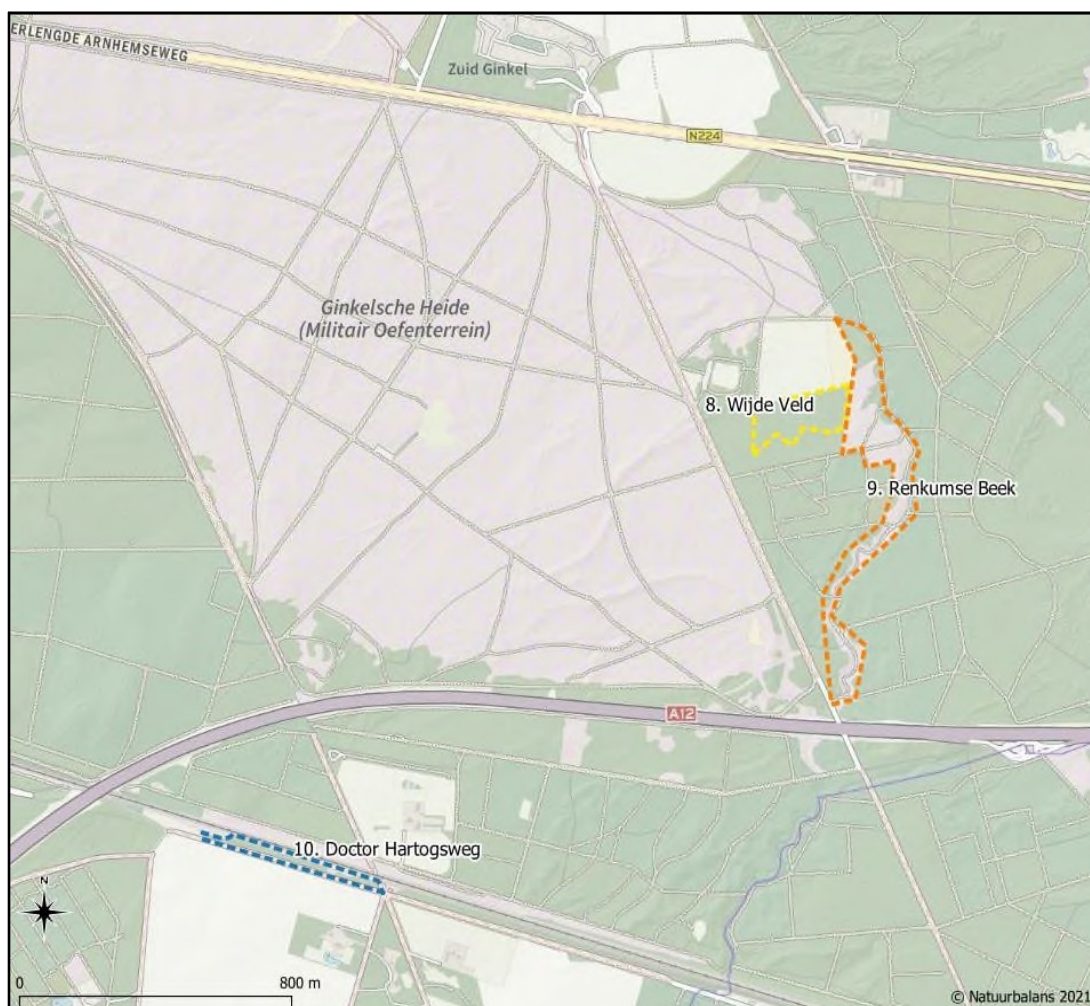 ERLENGDE ARNHEMSEWEG
Zuid Ginkel
N224
Ginkelsche Heide
(Militair Oefenterrein)
8. Wijde Veld
9. Renkumse Beek
A12
10. Doctor Hartogsweg
N
0 800 m
© Natuurbalans 2021